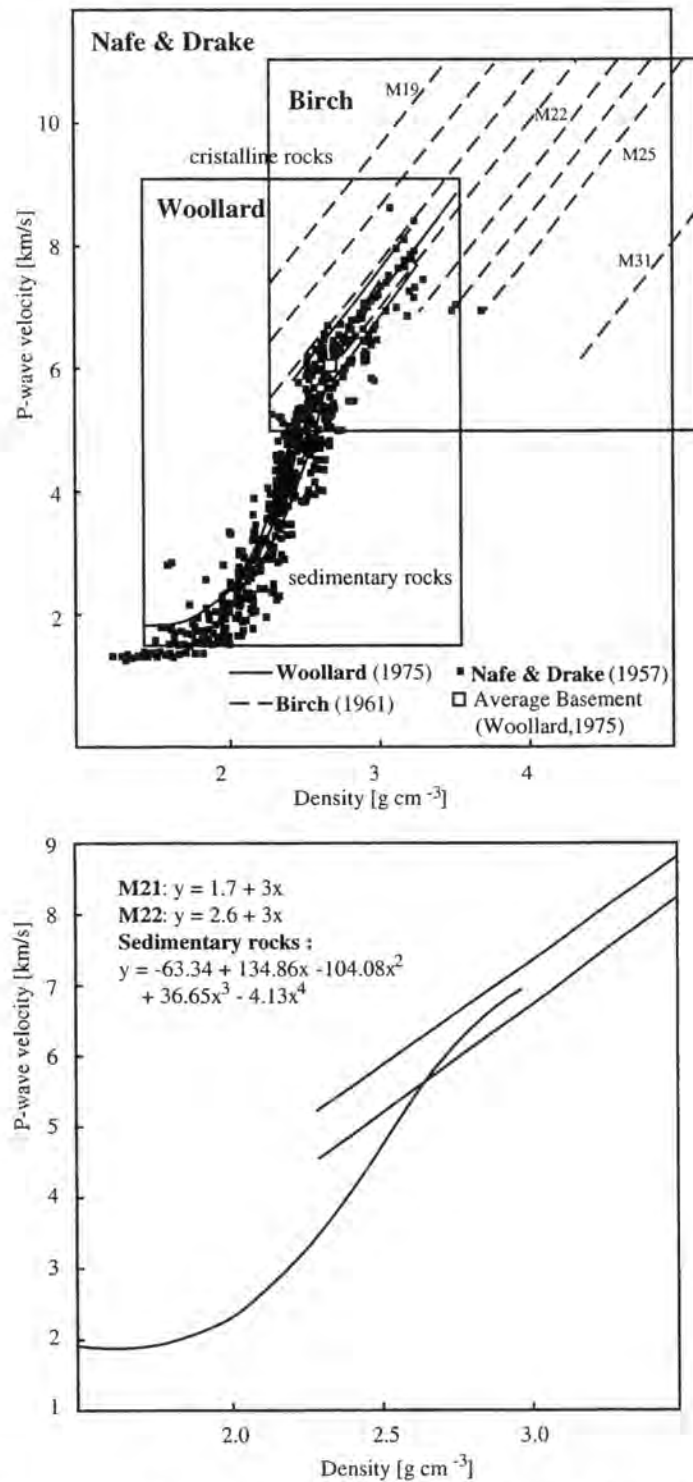 Nafe & Drake
Birch
M19
M22
M25
M31
cristalline rocks
Woollard
sedimentary rocks
10
8
6
4
2
P-wave velocity [km/s]
Woollard (1975)
Nafe & Drake (1957)
Birch (1961)
Average Basement
(Woollard,1975)
2 3 4
Density [g cm⁻³]
9
8
7
6
5
4
3
2
1
P-wave velocity [km/s]
M21: y = 1.7 + 3x
M22: y = 2.6 + 3x
Sedimentary rocks :
y = -63.34 + 134.86x -104.08x²
+ 36.65x³ - 4.13x⁴
2.0 2.5 3.0
Density [g cm⁻³]